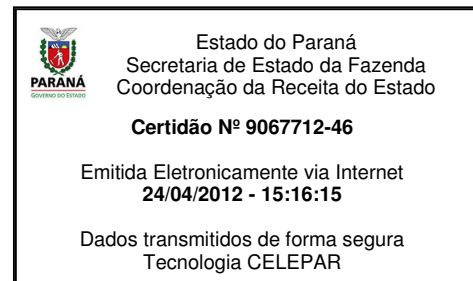 PARANÁ
GOVERNO DO ESTADO
Estado do Paraná
Secretaria de Estado da Fazenda
Coordenação da Receita do Estado
Certidão Nº 9067712-46
Emitida Eletronicamente via Internet
24/04/2012 - 15:16:15
Dados transmitidos de forma segura
Tecnologia CELEPAR